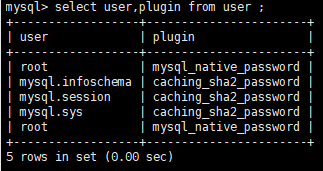 mysql> select user,plugin from user ;
+------------------+-----------------------+
| user             | plugin                |
+------------------+-----------------------+
| root             | mysql_native_password |
| mysql.infoschema | caching_sha2_password |
| mysql.session    | caching_sha2_password |
| mysql.sys        | caching_sha2_password |
| root             | mysql_native_password |
+------------------+-----------------------+
5 rows in set (0.00 sec)